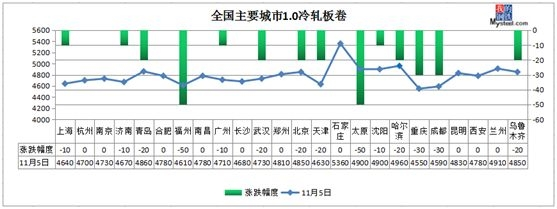 我的钢铁
Mysteel.com
全国主要城市1.0冷轧板卷
5600 0
5400 -10
5200 -20
5000 -30
4800 -40
4600 -50
4400 -60
4200
4000
上海 杭州 南京 济南 青岛 合肥 福州 南昌 广州 长沙 武汉 郑州 北京 天津 石家庄 太原 沈阳 哈尔滨 重庆 成都 昆明 西安 兰州 乌鲁木齐
涨跌幅度 -10 0 0 -10 -20 0 -50 0 -10 0 -20 0 -20 -20 0 -50 -10 -20 -30 -30 0 0 0 -20
11月5日 4640 4700 4730 4670 4860 4780 4610 4780 4710 4680 4730 4810 4850 4630 5360 4900 4900 4960 4550 4590 4830 4810 4910 4850
涨跌幅度 11月5日